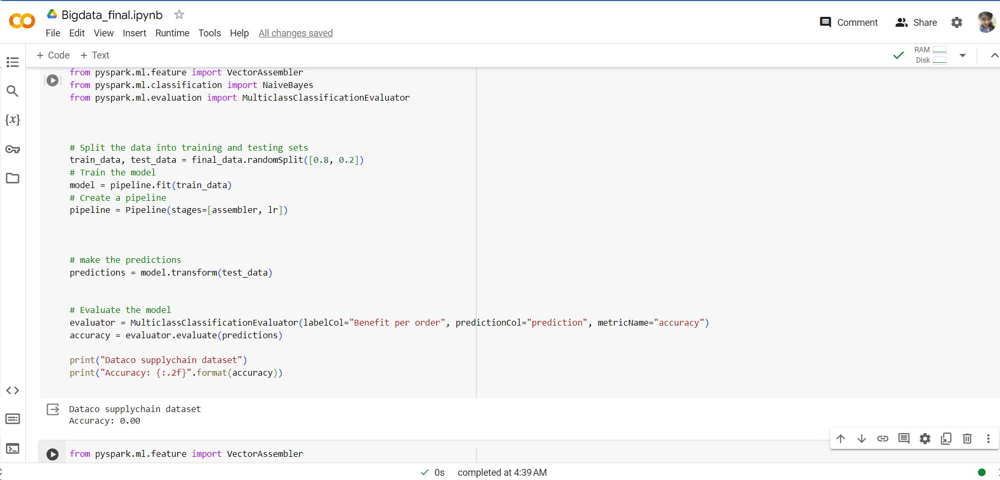 Bigdata_final.ipynb
File Edit View Insert Runtime Tools Help All changes saved
Comment Share
+ Code + Text
RAM
Disk
from pyspark.ml.feature import VectorAssembler
from pyspark.ml.classification import NaiveBayes
from pyspark.ml.evaluation import MulticlassClassificationEvaluator
# Split the data into training and testing sets
train_data, test_data = final_data.randomSplit([0.8, 0.2])
# Train the model
model = pipeline.fit(train_data)
# Create a pipeline
pipeline = Pipeline(stages=[assembler, lr])
# make the predictions
predictions = model.transform(test_data)
# Evaluate the model
evaluator = MulticlassClassificationEvaluator(labelCol="Benefit per order", predictionCol="prediction", metricName="accuracy")
accuracy = evaluator.evaluate(predictions)
print("Dataco supplychain dataset")
print("Accuracy: {:.2f}".format(accuracy))
Dataco supplychain dataset
Accuracy: 0.00
from pyspark.ml.feature import VectorAssembler
0s completed at 4:39 AM